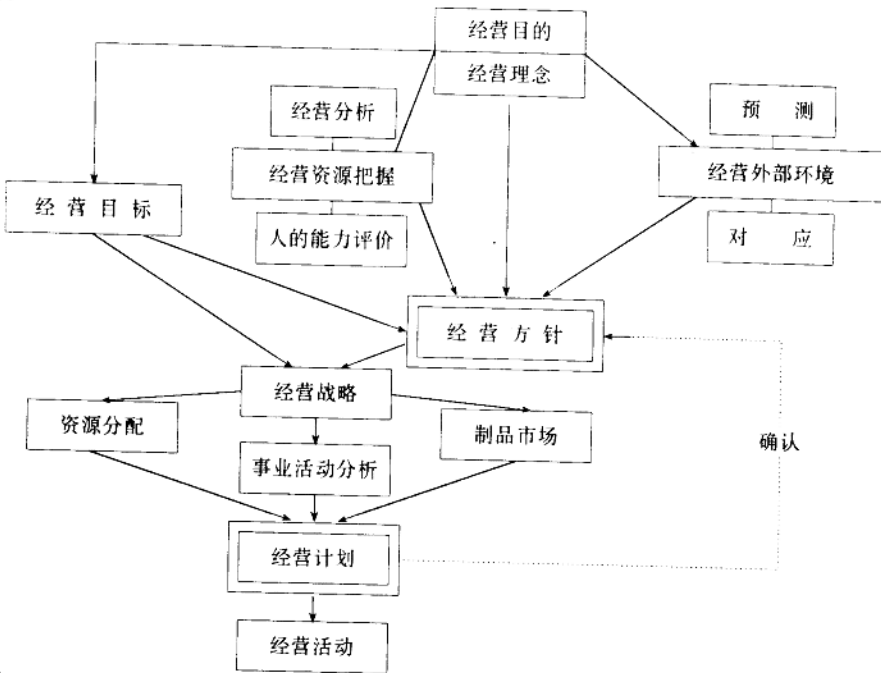 经营目的
经营理念
经营分析
预 测
经营资源把握
经营外部环境
经营目标
人的能力评价
对 应
经营方针
经营战略
资源分配
制品市场
确认
事业活动分析
经营计划
经营活动